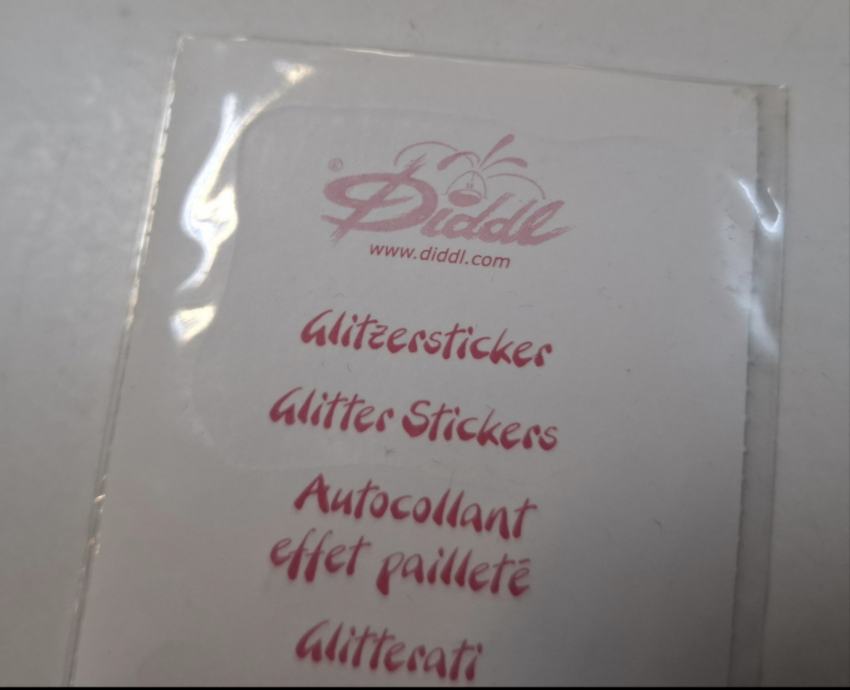 ® Diddl
www.diddl.com
Glitzersticker
Glitter Stickers
Autocollant
effet pailleté
Glitterati